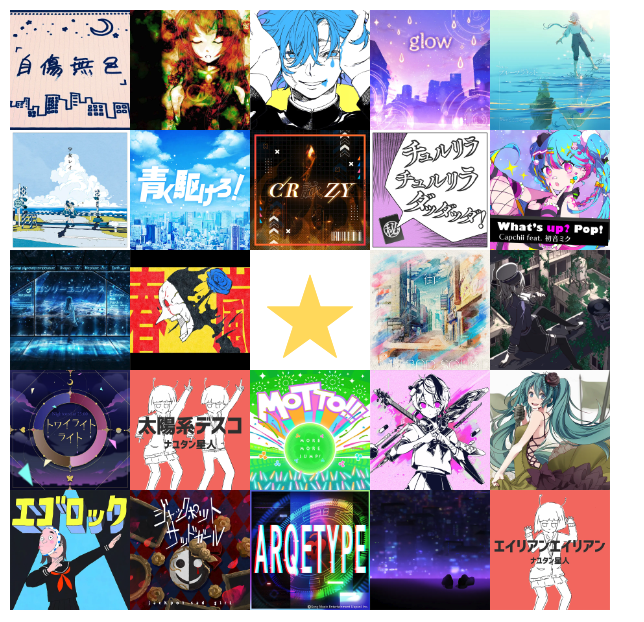 自傷無色
glow
青く駆けろ!
CRaZY
チュルリラ
チュルリラ
ダッダッダ!
秘
What's up? Pop!
Capchii feat. 初音ミク
春嵐
トワイライト
ライト
太陽系デスコ
ナユタン星人
MOTTO!!!
MORE
MORE
JUMP!
エゴロック
ジャックポット
サッドガール
jackpot sad girl
ARQETYPE
エイリアンエイリアン
ナユタン星人